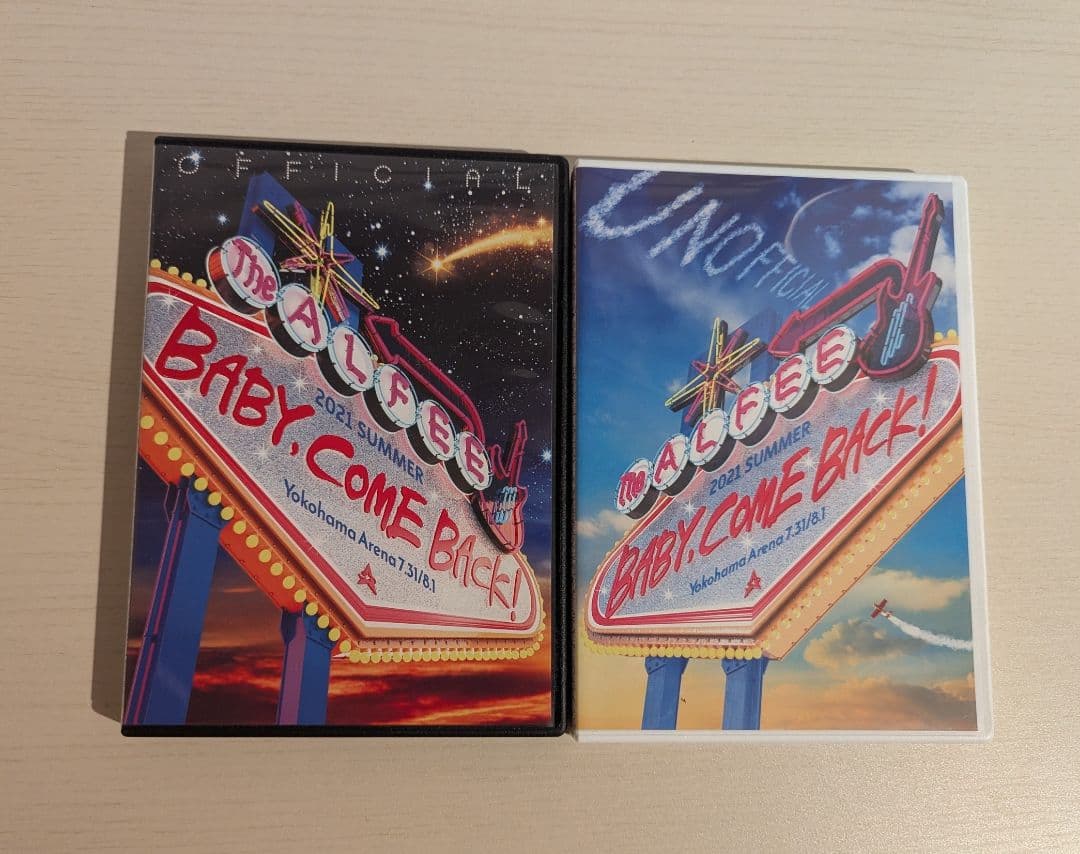 OFFICIAL
The ALFEE
2021 SUMMER
BABY, COME BACK!
Yokohama Arena 7.31/8.1
UNOFFICIAL
The ALFEE
2021 SUMMER
BABY, COME BACK!
Yokohama Arena 7.31/8.1